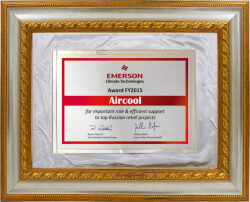 EMERSON
Climate Technologies
Award FY2015
Aircool
for important role & efficient support
to top Russian retail projects